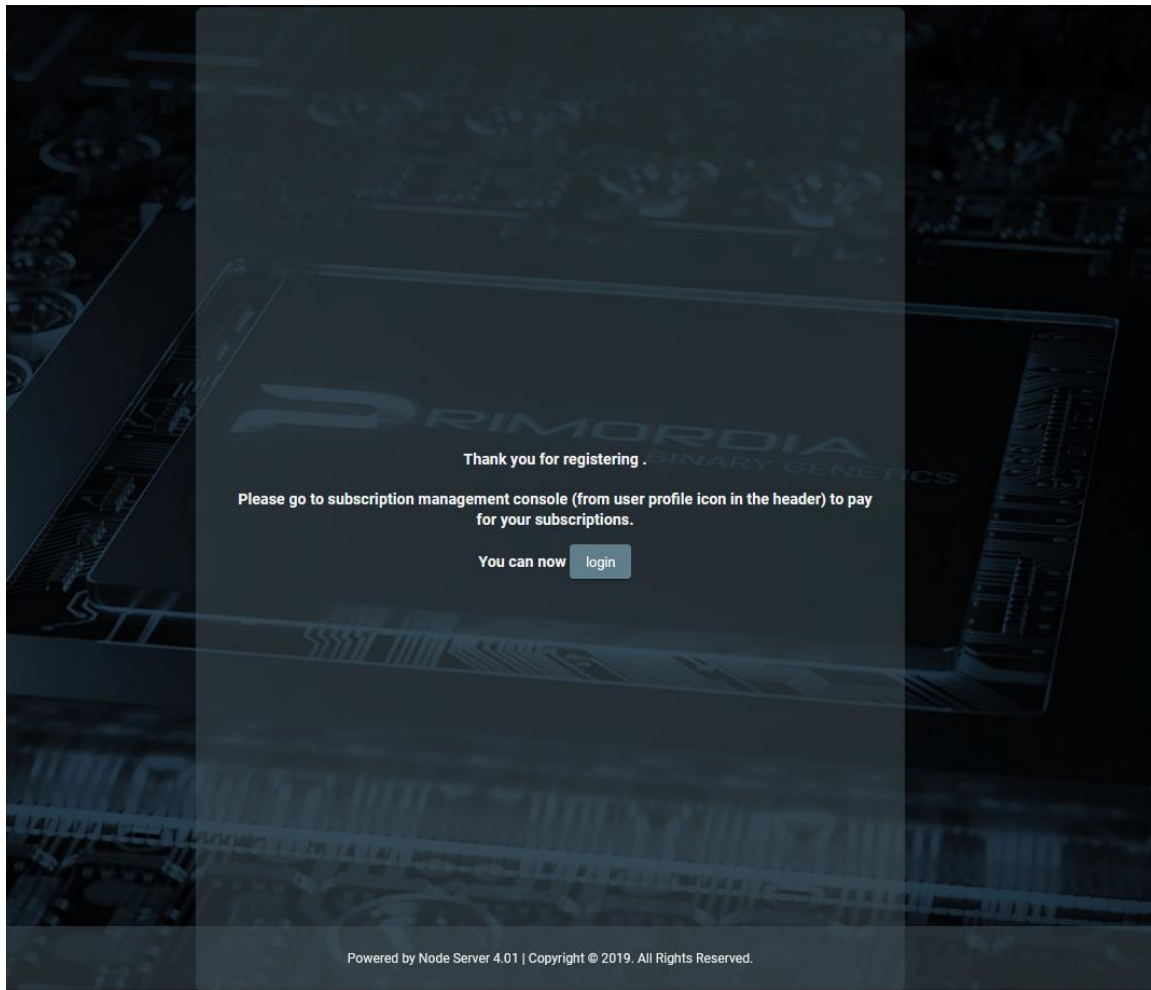 PRIMORDIA
BINARY GENETICS
Thank you for registering .
Please go to subscription management console (from user profile icon in the header) to pay
for your subscriptions.
You can now login
Powered by Node Server 4.01 | Copyright © 2019. All Rights Reserved.